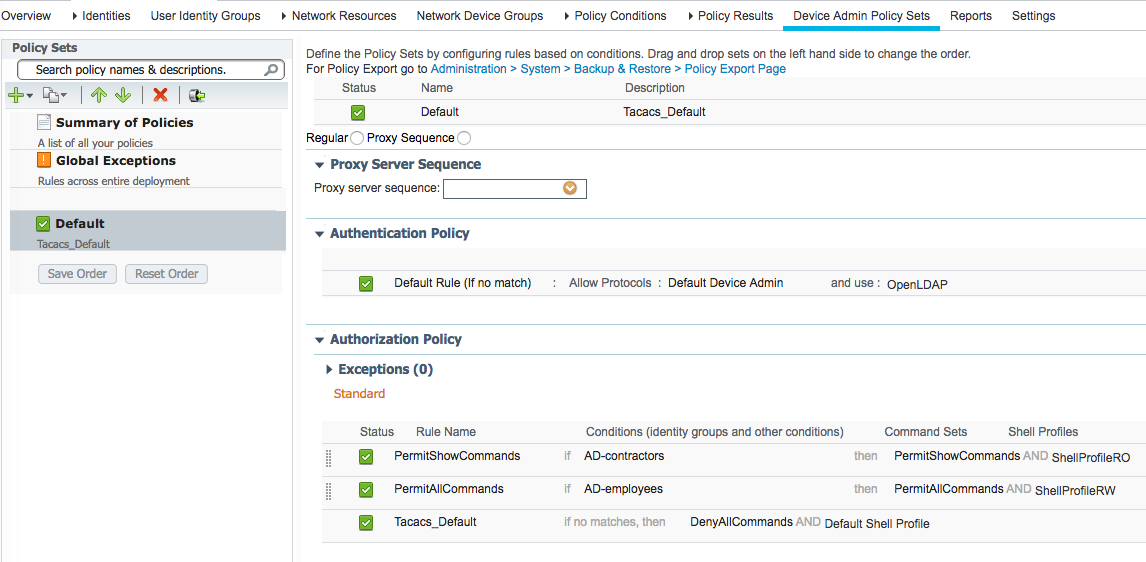 Overview Identities User Identity Groups Network Resources Network Device Groups Policy Conditions Policy Results Device Admin Policy Sets Reports Settings
Policy Sets
Search policy names & descriptions.
Summary of Policies
A list of all your policies
Global Exceptions
Rules across entire deployment
Default
Tacacs_Default
Save Order Reset Order
Define the Policy Sets by configuring rules based on conditions. Drag and drop sets on the left hand side to change the order.
For Policy Export go to Administration > System > Backup & Restore > Policy Export Page
Status Name Description
Default Tacacs_Default
Regular Proxy Sequence
Proxy Server Sequence
Proxy server sequence:
Authentication Policy
Default Rule (If no match) : Allow Protocols : Default Device Admin and use : OpenLDAP
Authorization Policy
Exceptions (0)
Standard
Status Rule Name Conditions (identity groups and other conditions) Command Sets Shell Profiles
PermitShowCommands if AD-contractors then PermitShowCommands AND ShellProfileRO
PermitAllCommands if AD-employees then PermitAllCommands AND ShellProfileRW
Tacacs_Default if no matches, then DenyAllCommands AND Default Shell Profile